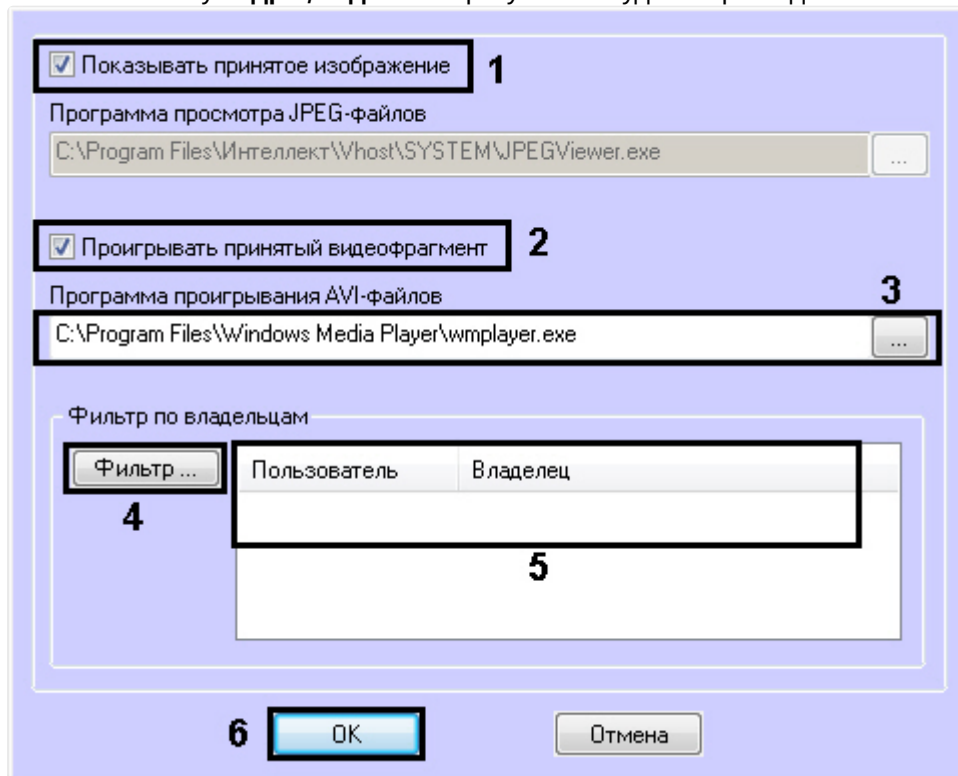 Показывать принятое изображение 1
Программа просмотра JPEG-файлов
C:\Program Files\Интеллект\Vhost\SYSTEM\JPEGViewer.exe ...
Проигрывать принятый видеофрагмент 2
Программа проигрывания AVI-файлов 3
C:\Program Files\Windows Media Player\wmplayer.exe ...
Фильтр по владельцам
Фильтр ... Пользователь Владелец
4
5
6 OK Отмена